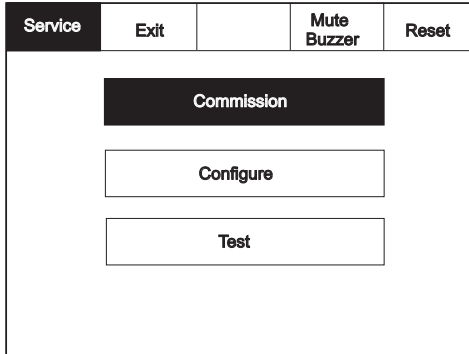 Service
Exit
Mute
Buzzer
Reset
Commission
Configure
Test